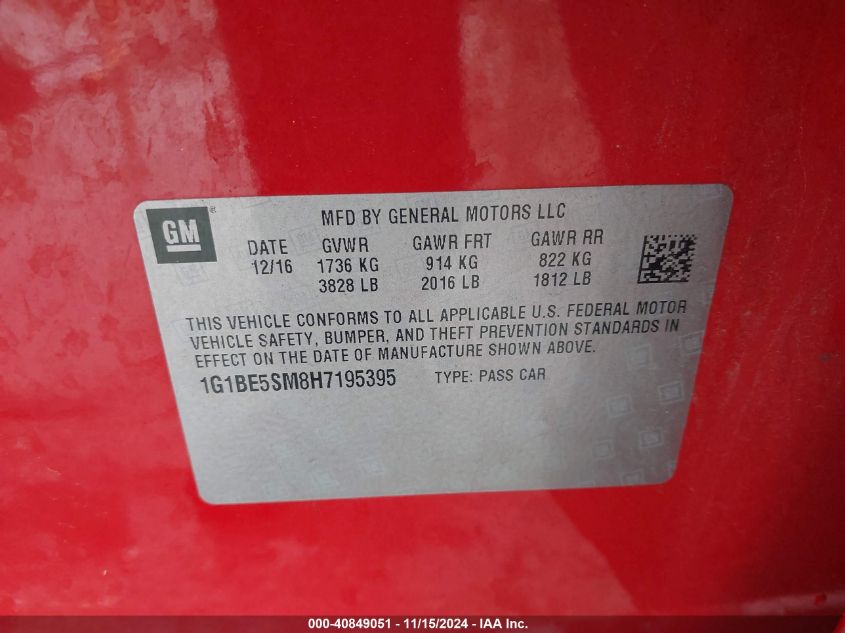 GM ®
MFD BY GENERAL MOTORS LLC
DATE GVWR GAWR FRT GAWR RR
12/16 1736 KG 914 KG 822 KG
3828 LB 2016 LB 1812 LB
THIS VEHICLE CONFORMS TO ALL APPLICABLE U.S. FEDERAL MOTOR
VEHICLE SAFETY, BUMPER, AND THEFT PREVENTION STANDARDS IN
EFFECT ON THE DATE OF MANUFACTURE SHOWN ABOVE.
1G1BE5SM8H7195395 TYPE: PASS CAR
000-40849051 - 11/15/2024 - IAA Inc.